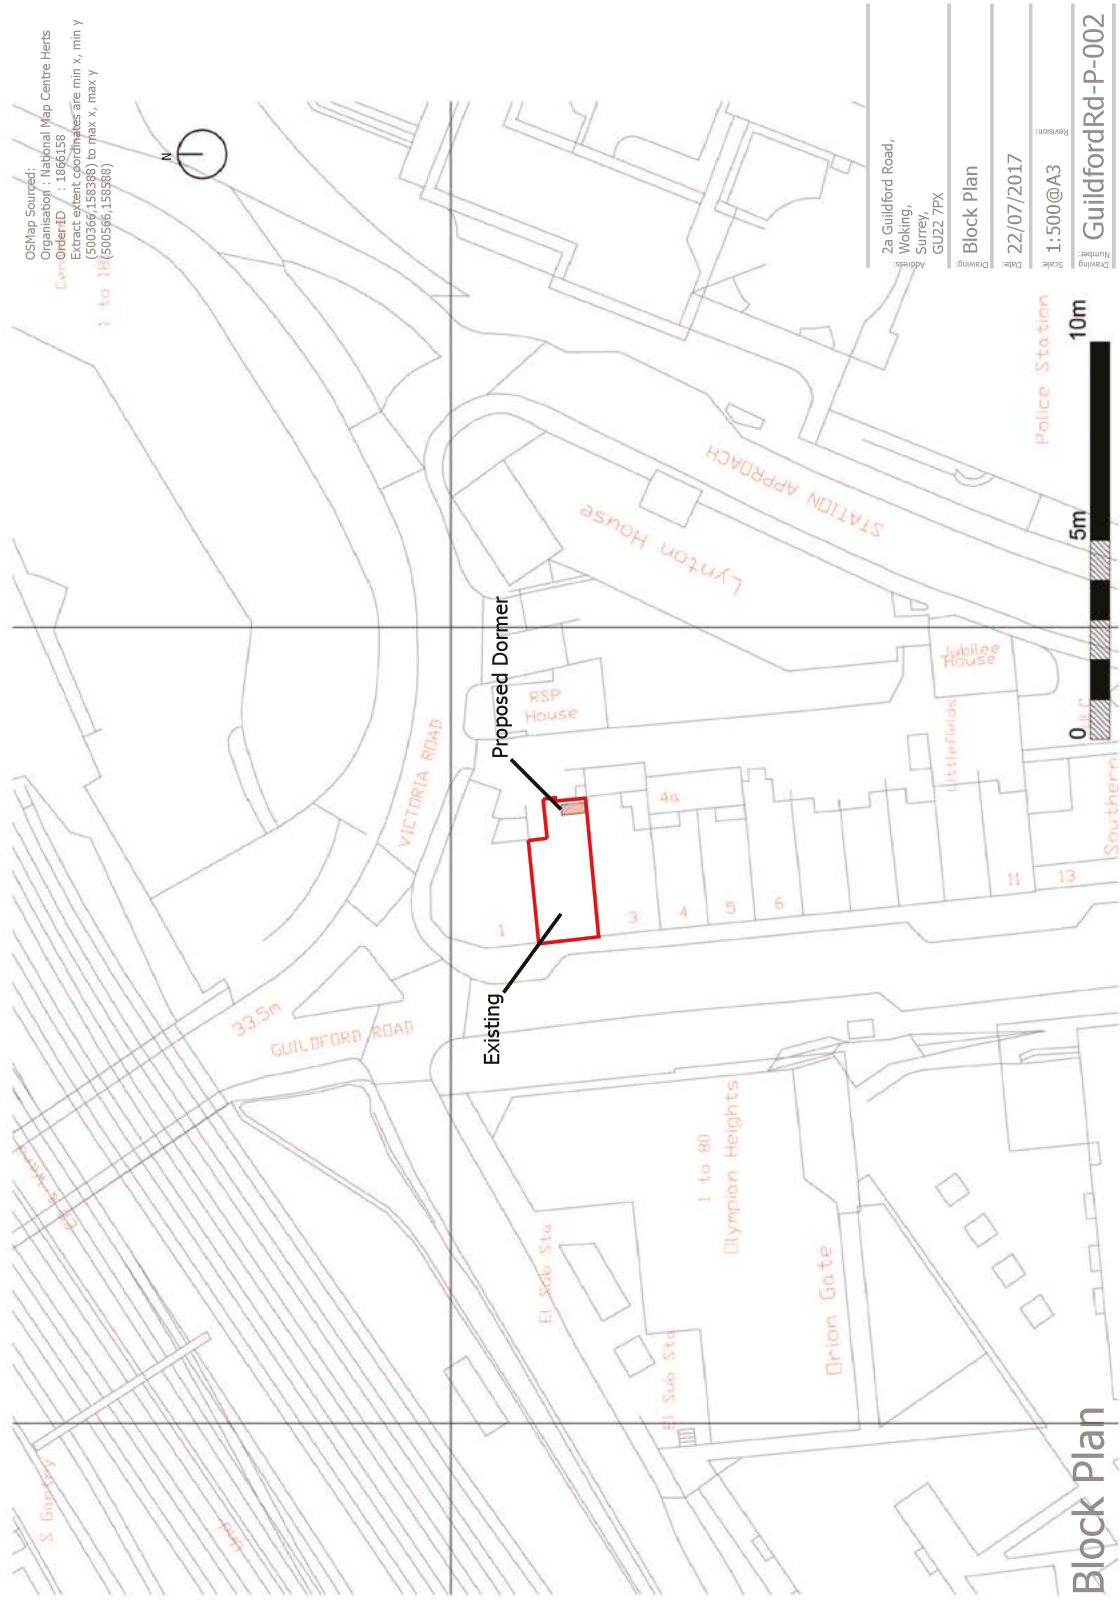 OSMap Sourced:
Organisation : National Map Centre Herts
Order ID : 1866158
Extract extent coordinates are min x, min y
(500366,158388) to max x, max y
(500566,158588)
N
1 to 18
VICTORIA ROAD
33.5m
GUILDFORD ROAD
S Gantry
STATION APPROACH
Lynton House
Police Station
Jubilee
House
RSP
House
Proposed Dormer
Existing
Littlefields
Southern
4a
1
3
4
5
6
11
13
El Sub Sta
El Sub Sta
1 to 80
Olympian Heights
Orion Gate
0
5m
10m
Block Plan
Address:
2a Guildford Road,
Woking,
Surrey,
GU22 7PX
Drawing:
Block Plan
Date:
22/07/2017
Scale:
1:500@A3
Revision:
Drawing
Number:
GuildfordRd-P-002